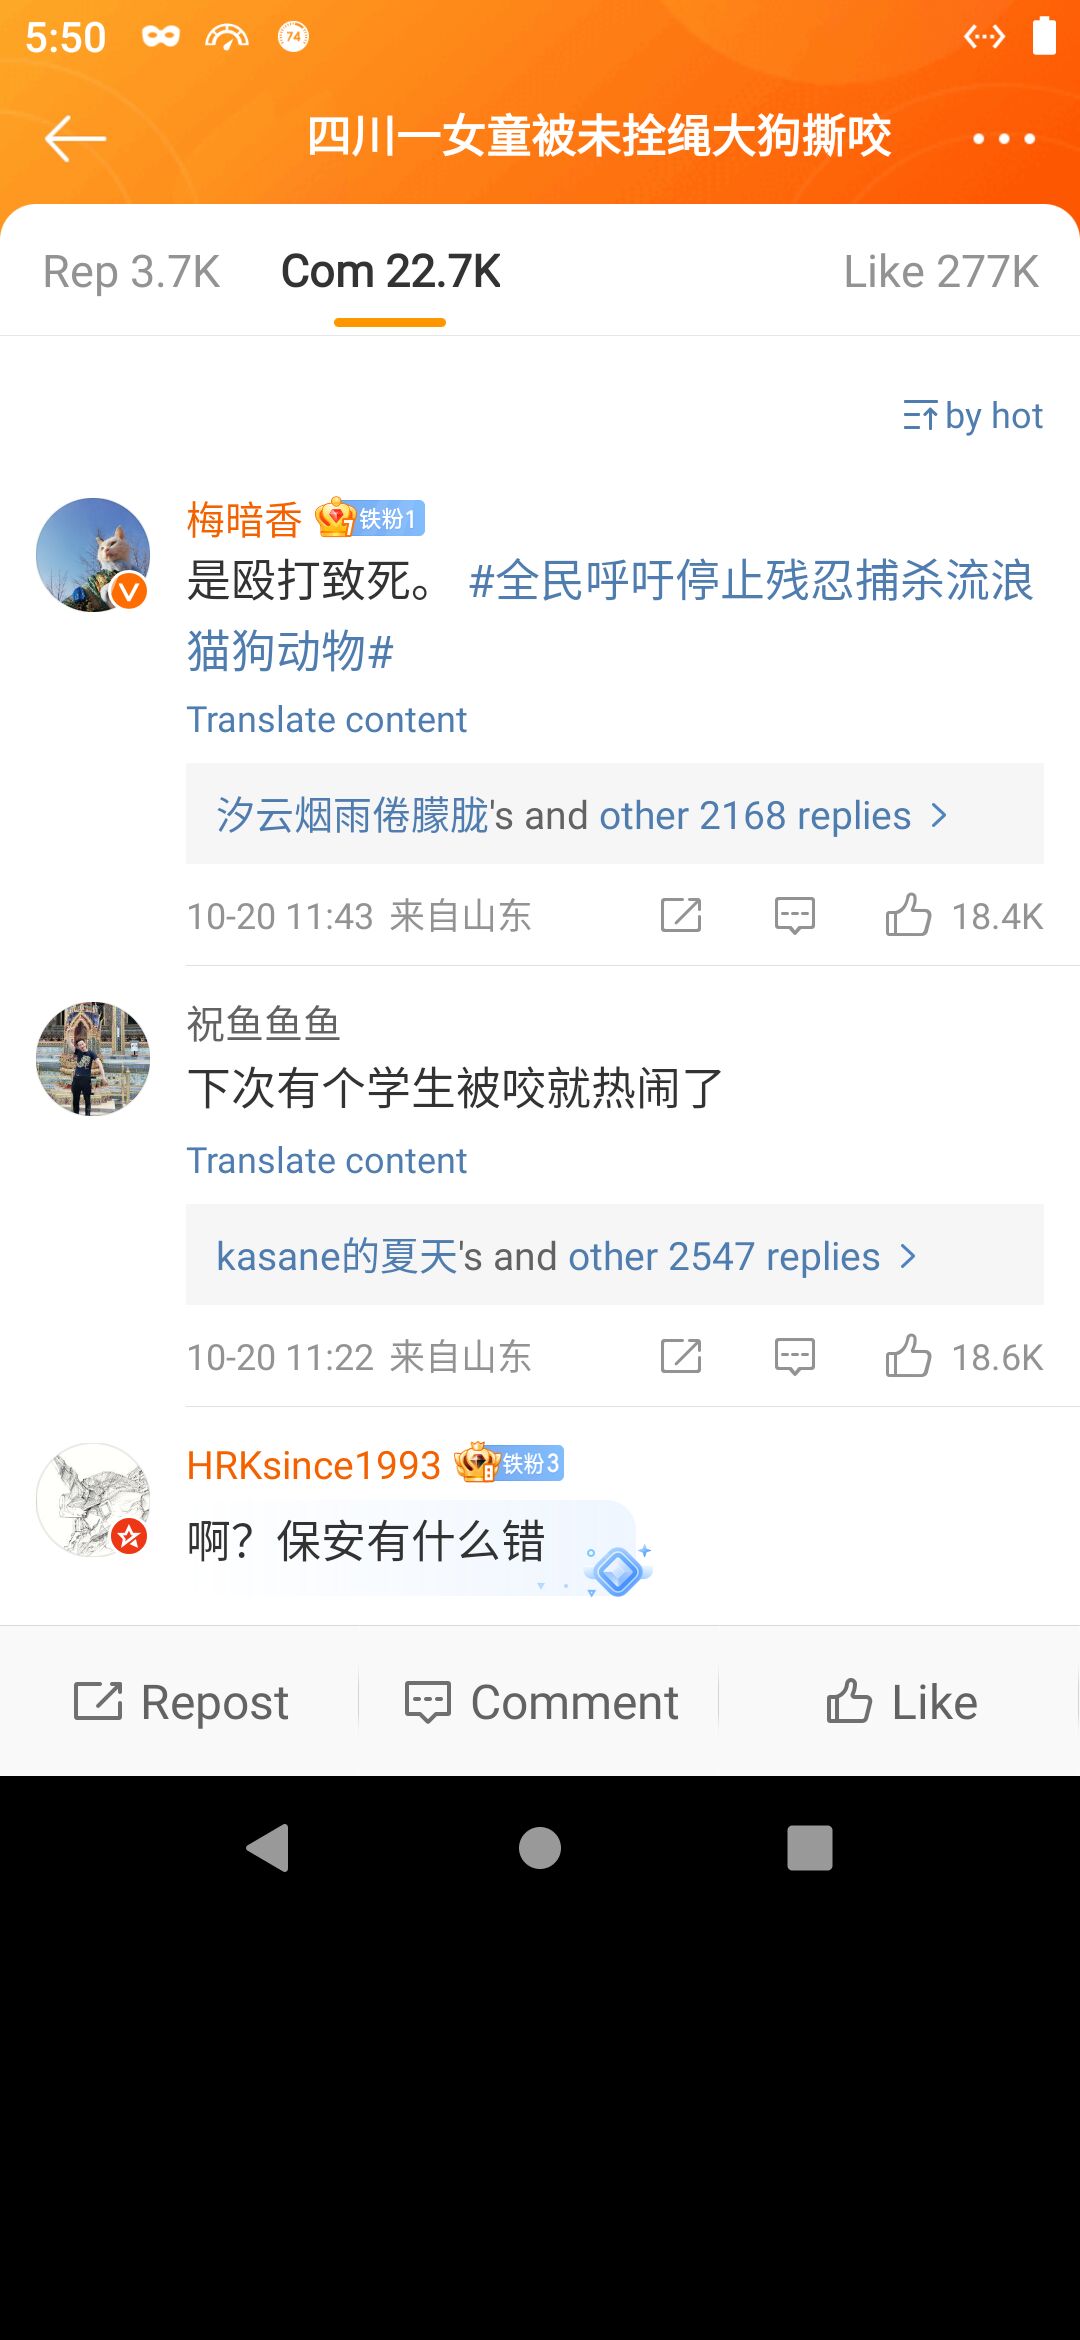 5:50
74
四川一女童被未拴绳大狗撕咬
Rep 3.7K
Com 22.7K
Like 277K
by hot
梅暗香
铁粉1
是殴打致死。 #全民呼吁停止残忍捕杀流浪
猫狗动物#
Translate content
汐云烟雨倦朦胧's and other 2168 replies
10-20 11:43 来自山东
18.4K
祝鱼鱼鱼
下次有个学生被咬就热闹了
Translate content
kasane的夏天's and other 2547 replies
10-20 11:22 来自山东
18.6K
HRKsince1993
铁粉3
啊？保安有什么错
Repost
Comment
Like